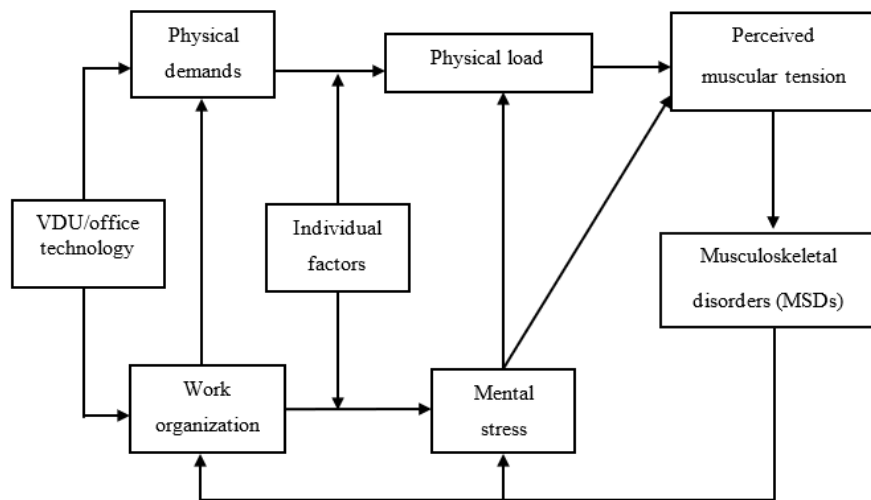 Physical
demands
Physical load
Perceived
muscular tension
VDU/office
technology
Individual
factors
Musculoskeletal
disorders (MSDs)
Work
organization
Mental
stress